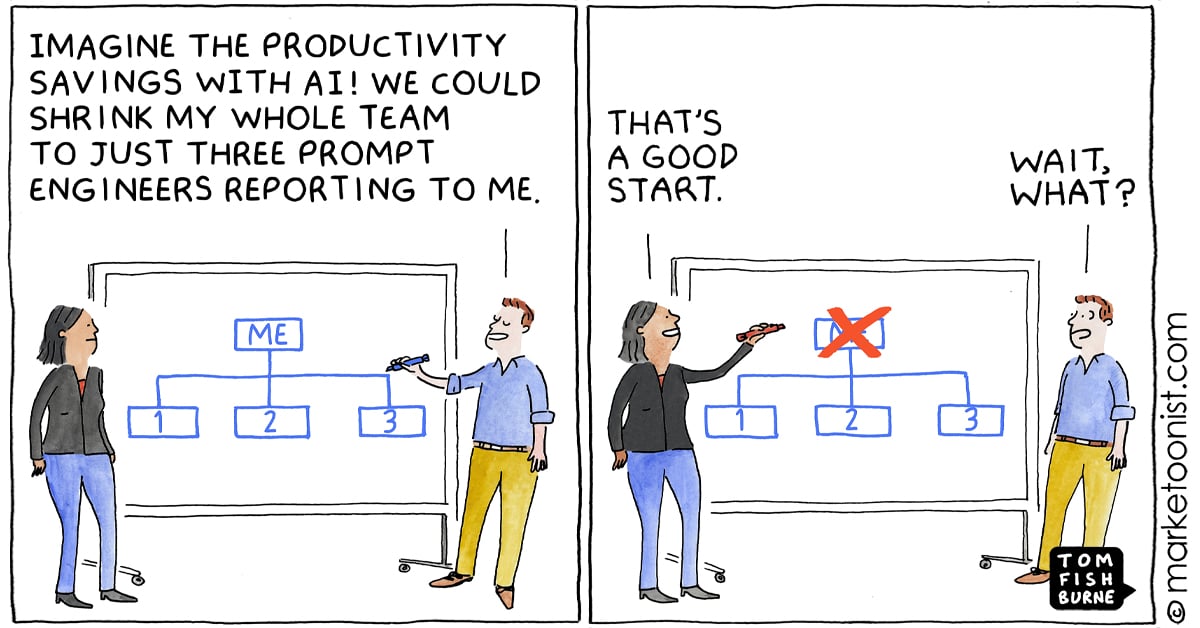 IMAGINE THE PRODUCTIVITY
SAVINGS WITH AI! WE COULD
SHRINK MY WHOLE TEAM
TO JUST THREE PROMPT
ENGINEERS REPORTING TO ME.
ME
1 2 3
THAT'S
A GOOD
START.
WAIT,
WHAT?
1 2 3
TOM
FISH
BURNE
© marketoonist.com